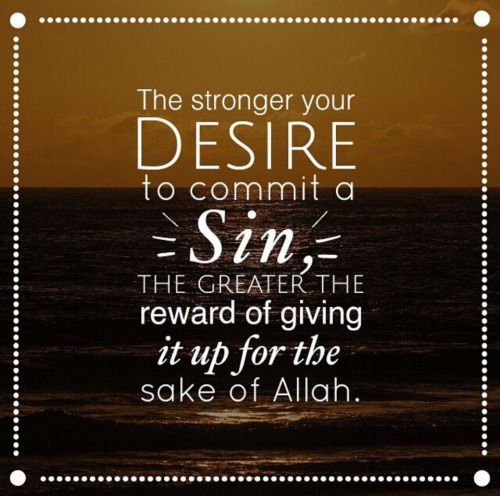 The stronger your
DESIRE
to commit a
Sin,
THE GREATER THE
reward of giving
it up for the
sake of Allah.